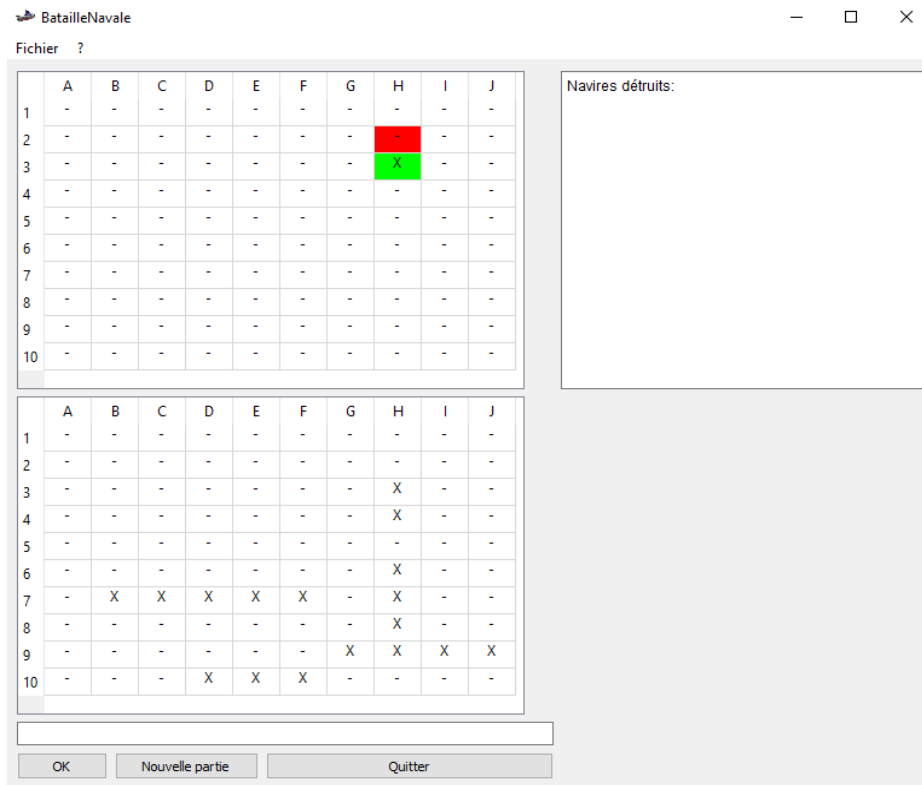 BatailleNavale
Fichier ?
A B C D E F G H I J
1 - - - - - - - - - -
2 - - - - - - - - - -
3 - - - - - - - X - -
4 - - - - - - - - - -
5 - - - - - - - - - -
6 - - - - - - - - - -
7 - - - - - - - - - -
8 - - - - - - - - - -
9 - - - - - - - - - -
10 - - - - - - - - - -
Navires détruits:
A B C D E F G H I J
1 - - - - - - - - - -
2 - - - - - - - - - -
3 - - - - - - - X - -
4 - - - - - - - X - -
5 - - - - - - - - - -
6 - - - - - - - X - -
7 - X X X X X - X - -
8 - - - - - - - X - -
9 - - - - - - X X X X
10 - - - X X X - - - -
OK Nouvelle partie Quitter